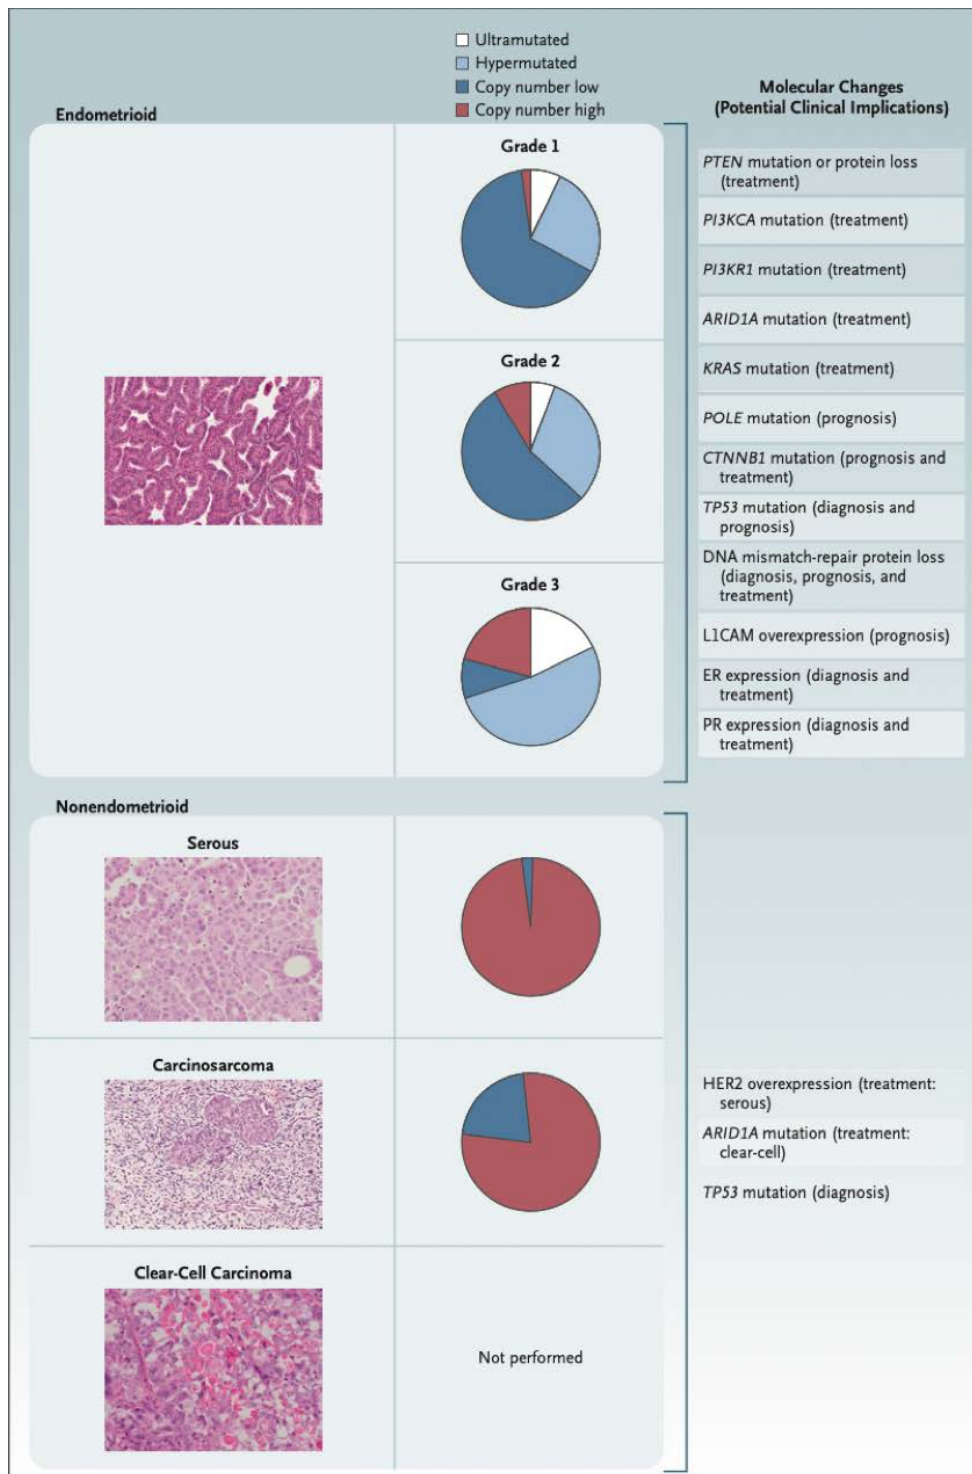 Ultramutated
Hypermutated
Copy number low
Copy number high
Molecular Changes
(Potential Clinical Implications)
Endometrioid
Grade 1
Grade 2
Grade 3
PTEN mutation or protein loss
(treatment)
PI3KCA mutation (treatment)
PI3KR1 mutation (treatment)
ARID1A mutation (treatment)
KRAS mutation (treatment)
POLE mutation (prognosis)
CTNNB1 mutation (prognosis and
treatment)
TP53 mutation (diagnosis and
prognosis)
DNA mismatch-repair protein loss
(diagnosis, prognosis, and
treatment)
L1CAM overexpression (prognosis)
ER expression (diagnosis and
treatment)
PR expression (diagnosis and
treatment)
Nonendometrioid
Serous
Carcinosarcoma
Clear-Cell Carcinoma
Not performed
HER2 overexpression (treatment:
serous)
ARID1A mutation (treatment:
clear-cell)
TP53 mutation (diagnosis)